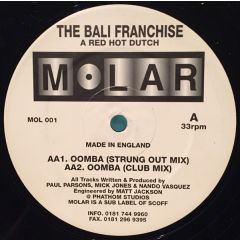 THE BALI FRANCHISE
A RED HOT DUTCH
MOLAR
MOL 001
A
33rpm
MADE IN ENGLAND
AA1. OOMBA (STRUNG OUT MIX)
AA2. OOMBA (CLUB MIX)
All Tracks Written & Produced by
PAUL PARSONS, MICK JONES & NANDO VASQUEZ
Engineered by MATT JACKSON
@ PHATHOM STUDIOS
MOLAR IS A SUB LABEL OF SCOFF
INFO. 0181 744 9960
FAX. 0181 296 9395